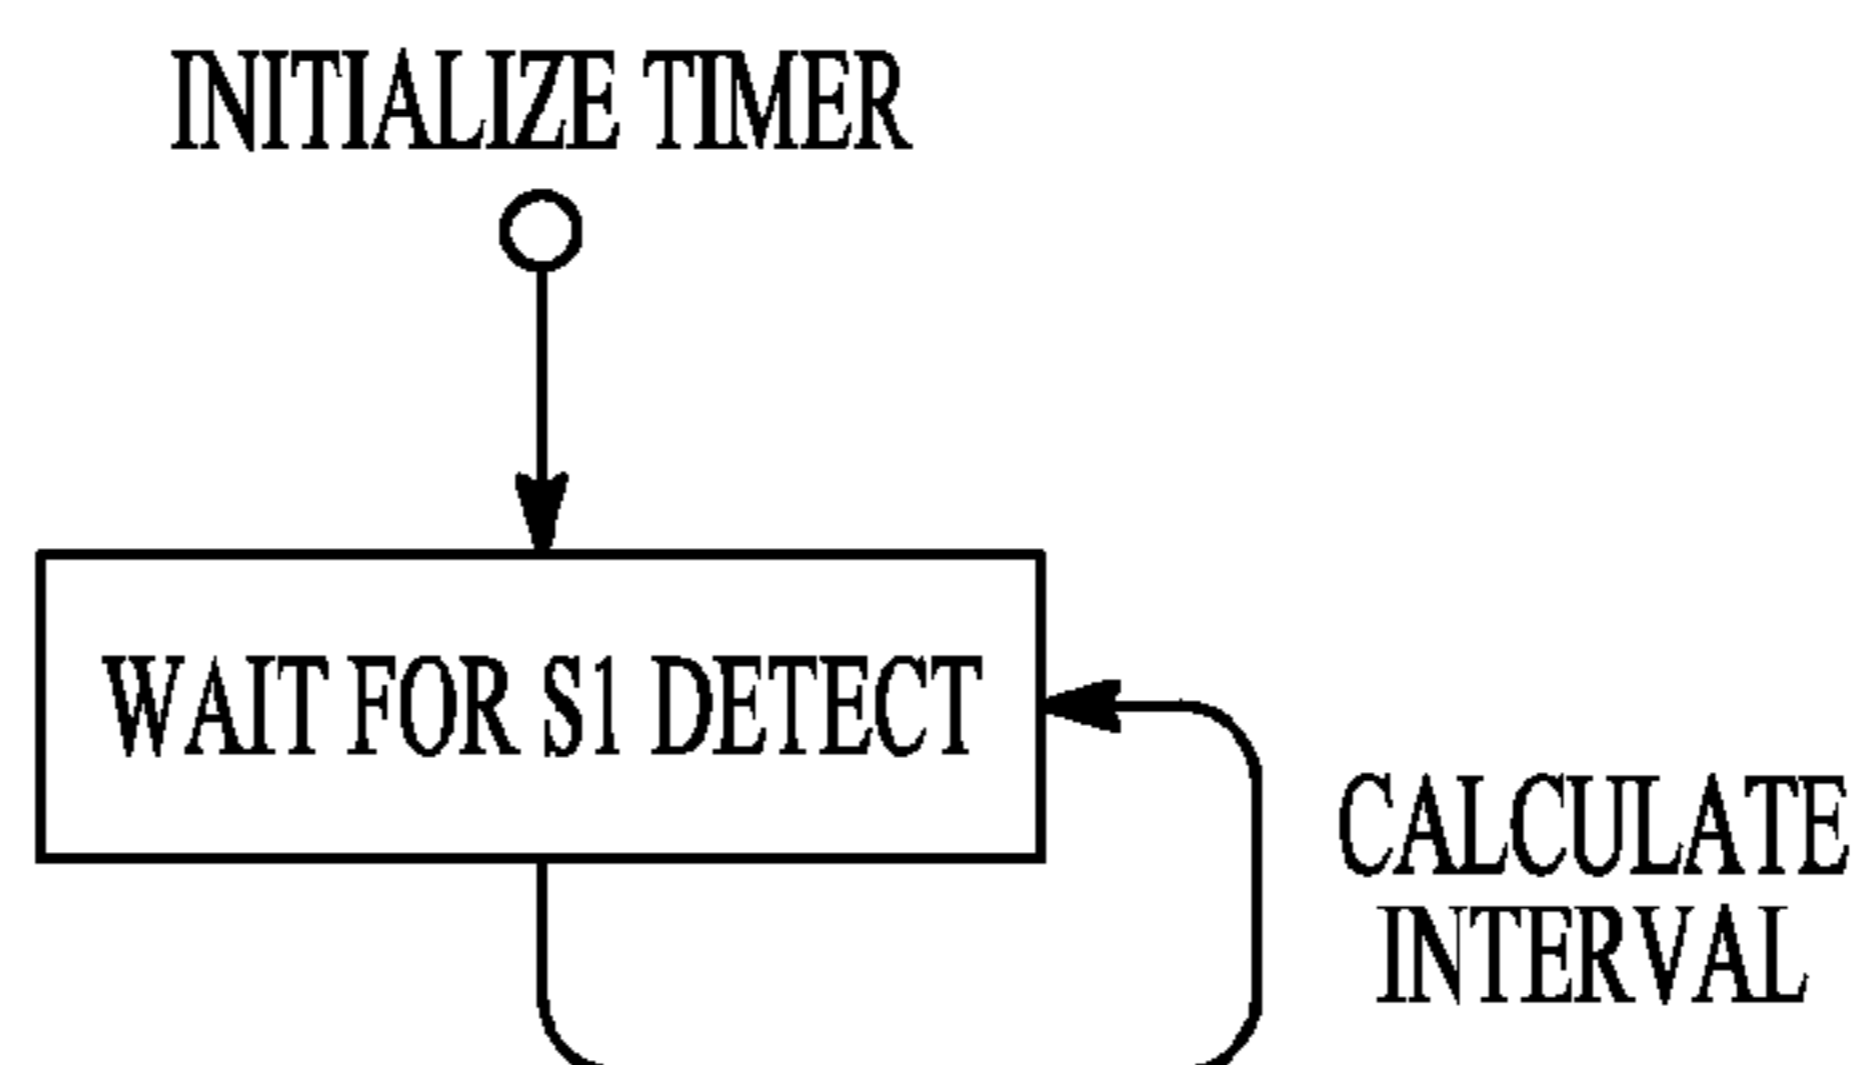 INITIALIZE TIMER
WAIT FOR S1 DETECT
CALCULATE
INTERVAL